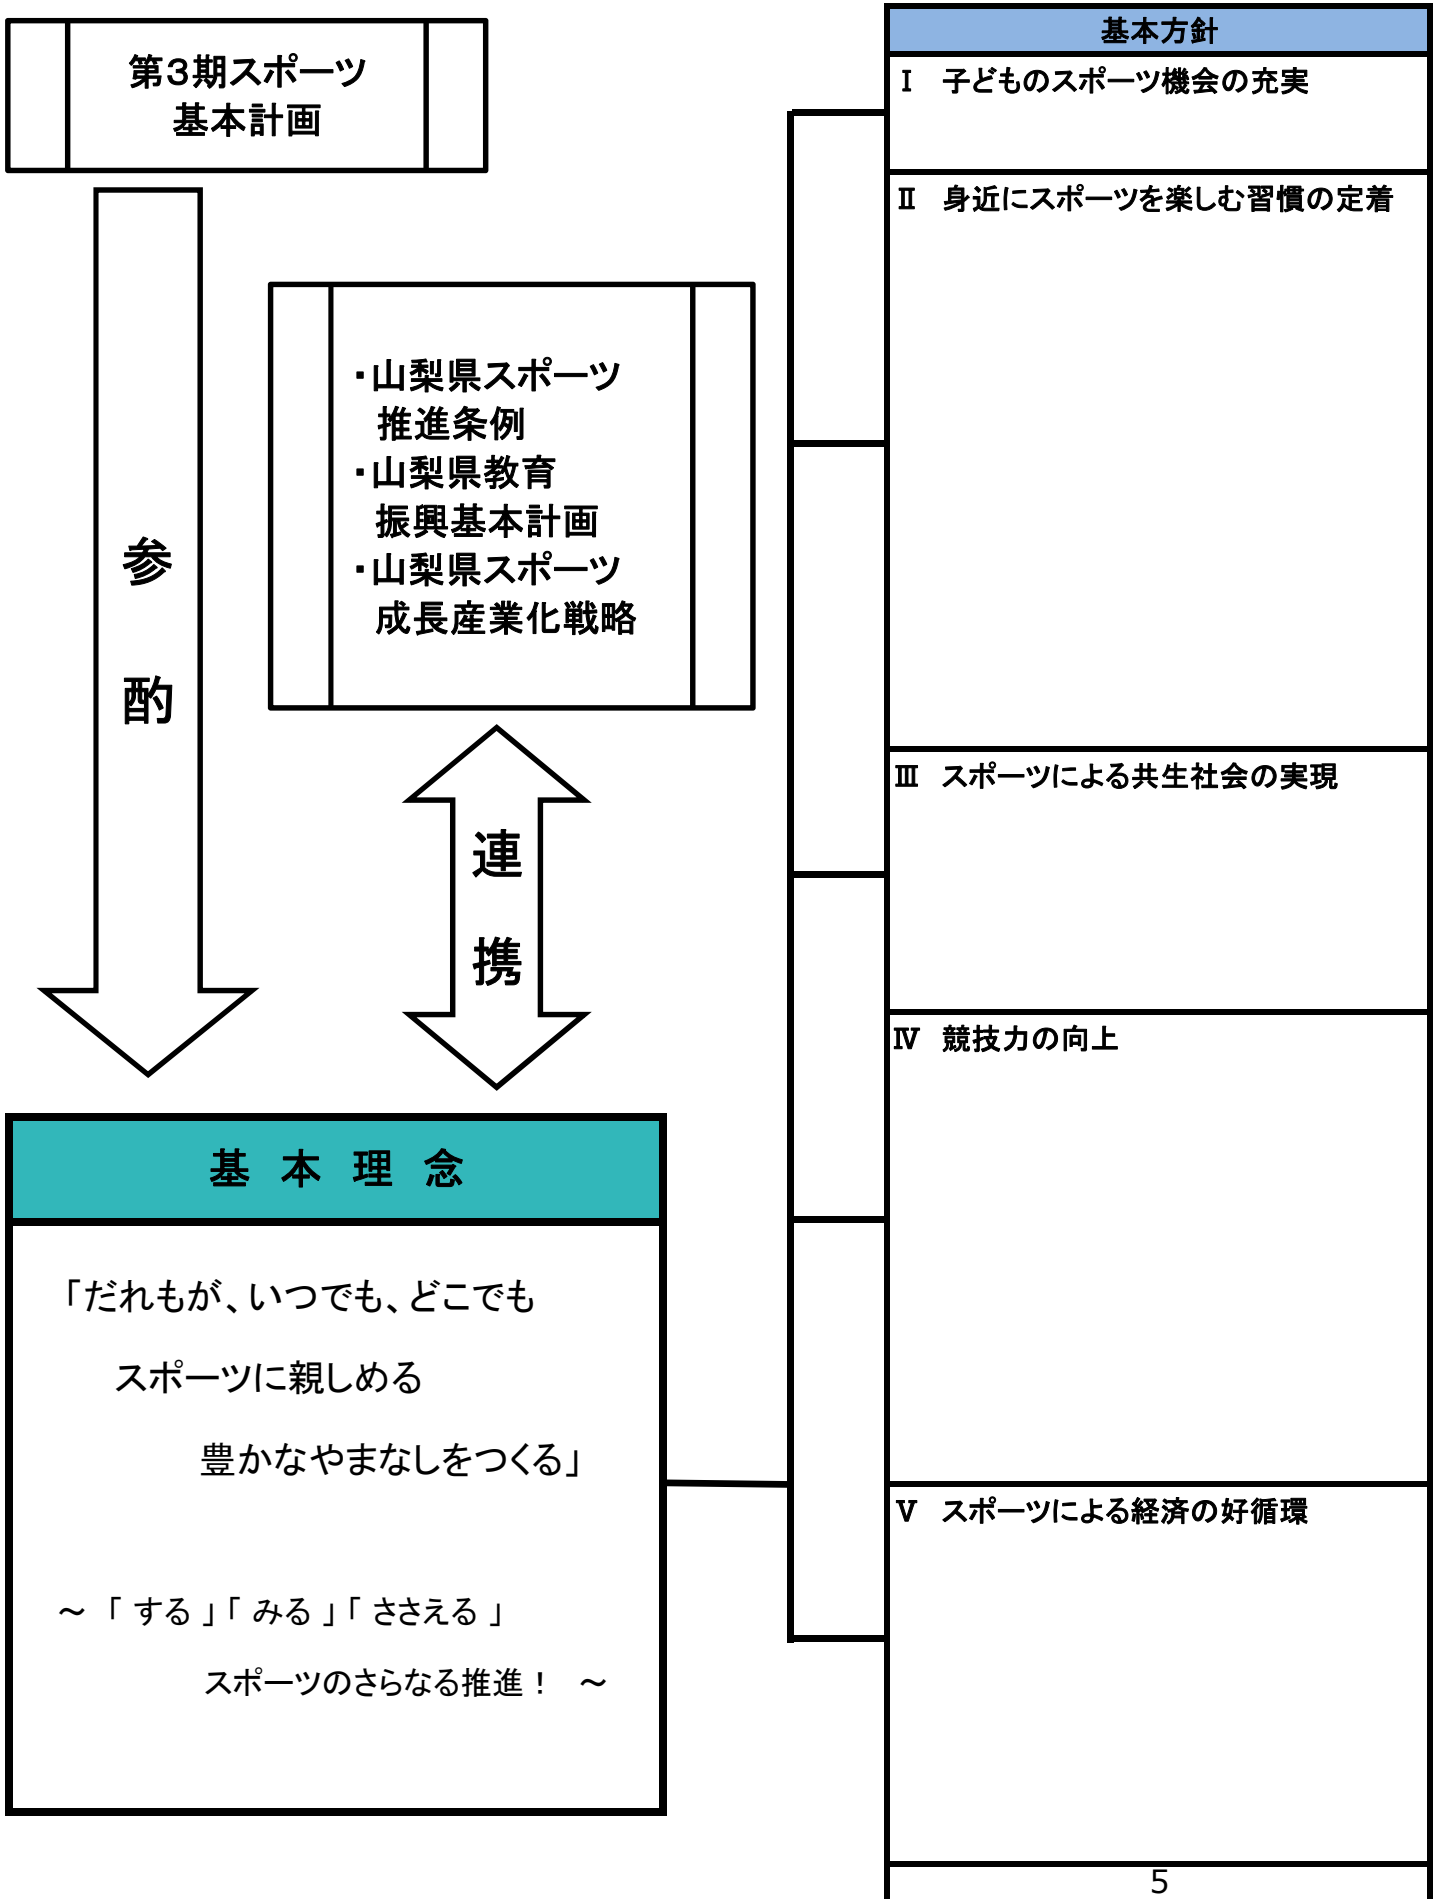 第3期スポーツ
基本計画
参
酌
・山梨県スポーツ
推進条例
・山梨県教育
振興基本計画
・山梨県スポーツ
成長産業化戦略
連
携
基 本 理 念
「だれもが、いつでも、どこでも
スポーツに親しめる
豊かなやまなしをつくる」
～ 「 する 」「 みる 」「 ささえる 」
スポーツのさらなる推進！ ～
基本方針
Ⅰ 子どものスポーツ機会の充実
Ⅱ 身近にスポーツを楽しむ習慣の定着
Ⅲ スポーツによる共生社会の実現
Ⅳ 競技力の向上
Ⅴ スポーツによる経済の好循環
5